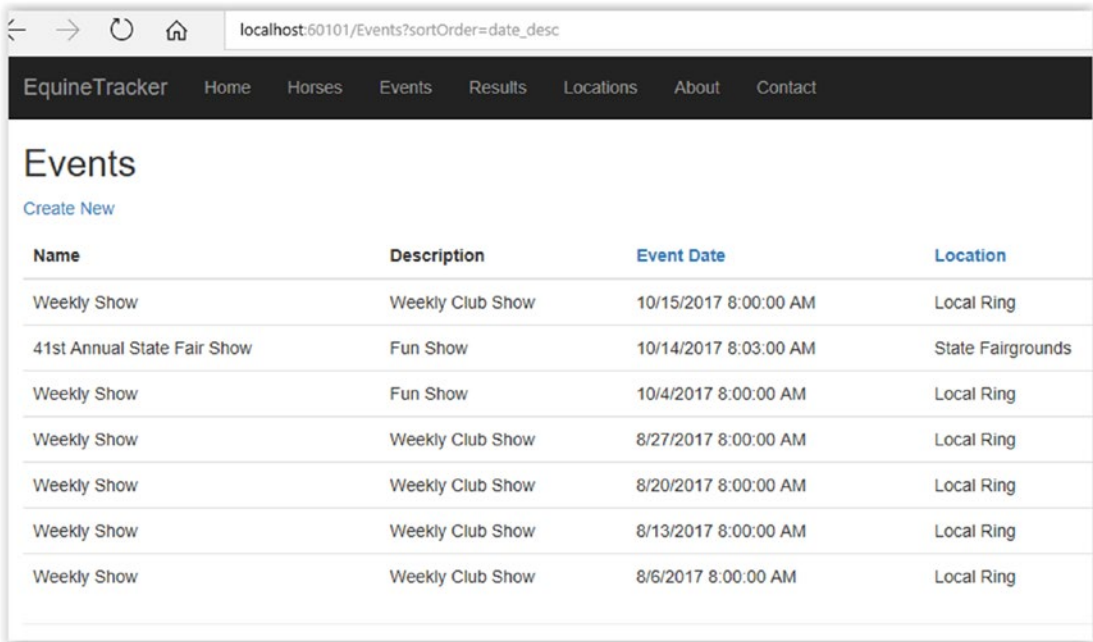 localhost:60101/Events?sortOrder=date_desc
EquineTracker Home Horses Events Results Locations About Contact
Events
Create New
Name Description Event Date Location
Weekly Show Weekly Club Show 10/15/2017 8:00:00 AM Local Ring
41st Annual State Fair Show Fun Show 10/14/2017 8:03:00 AM State Fairgrounds
Weekly Show Fun Show 10/4/2017 8:00:00 AM Local Ring
Weekly Show Weekly Club Show 8/27/2017 8:00:00 AM Local Ring
Weekly Show Weekly Club Show 8/20/2017 8:00:00 AM Local Ring
Weekly Show Weekly Club Show 8/13/2017 8:00:00 AM Local Ring
Weekly Show Weekly Club Show 8/6/2017 8:00:00 AM Local Ring